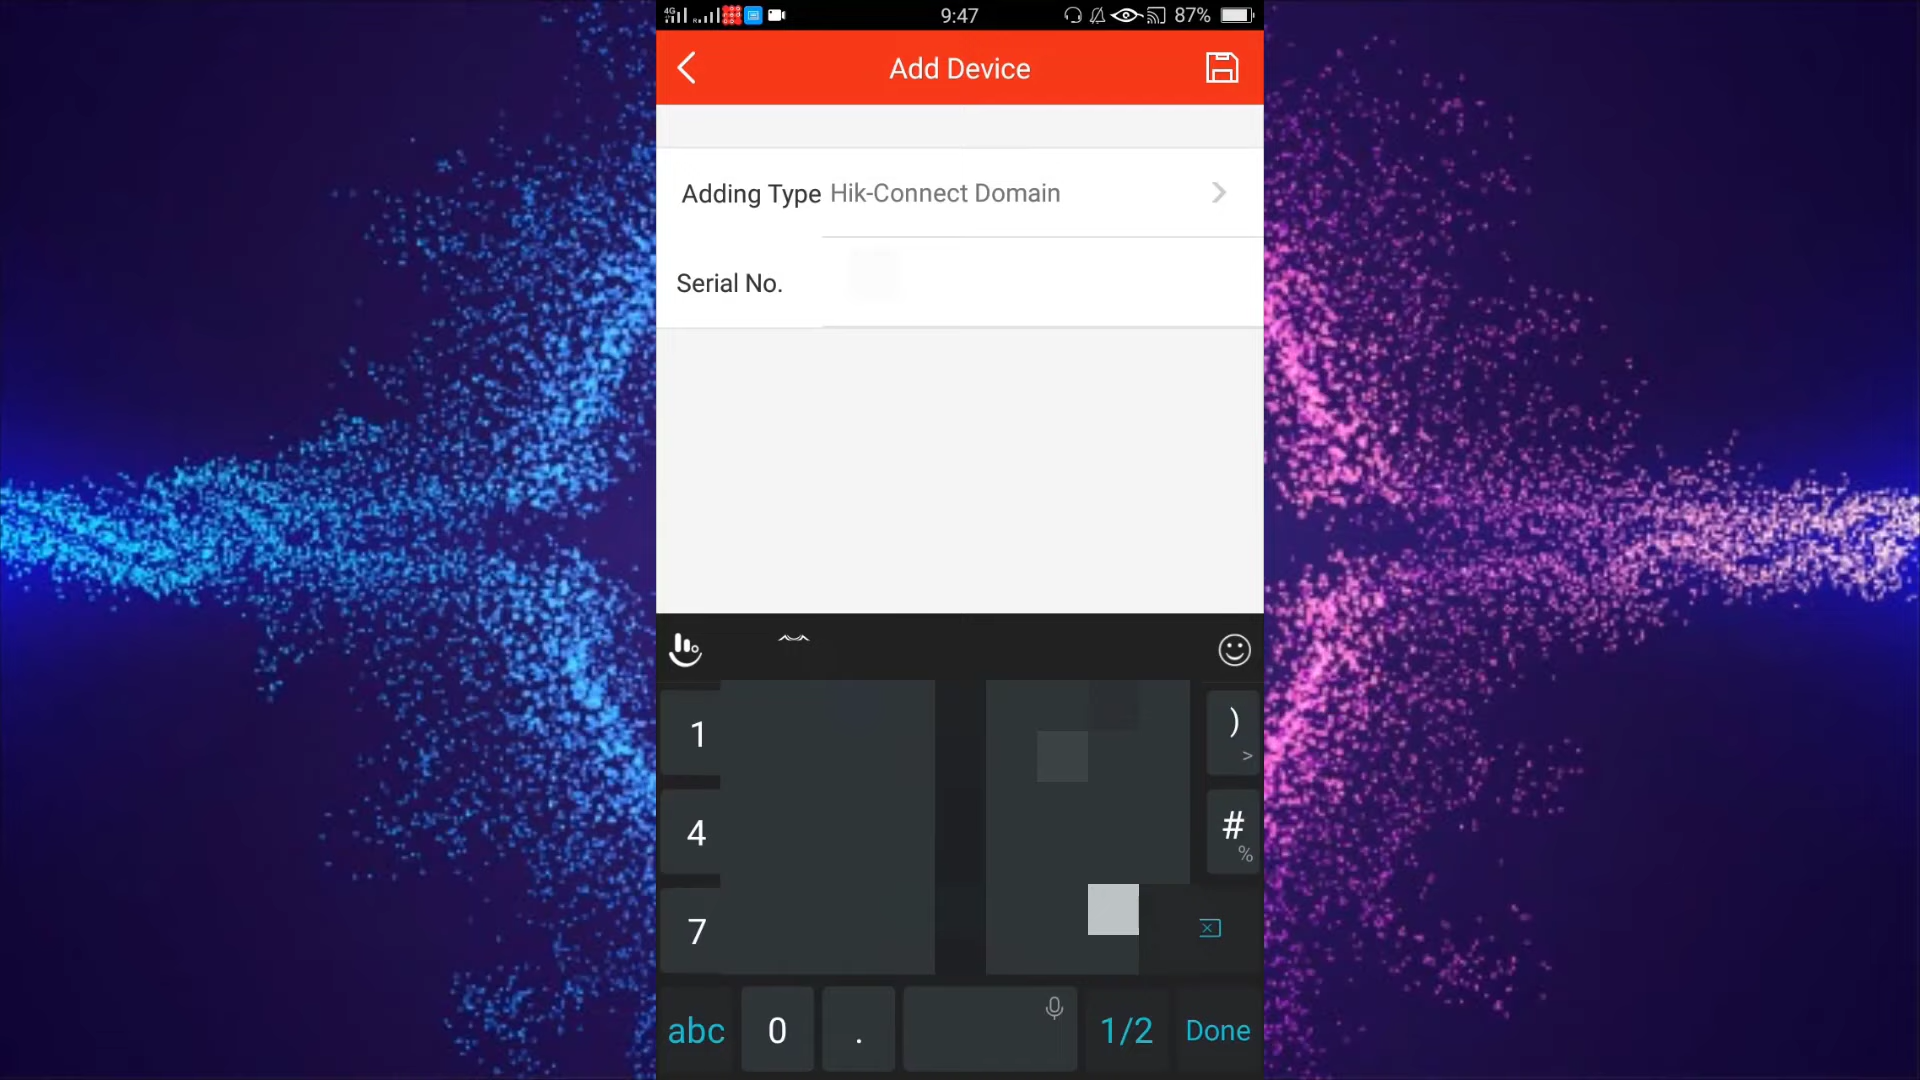 4G 9:47 87%
Add Device
Adding Type Hik-Connect Domain
Serial No.
1 )
>
4 #
%
7
abc 0 . 1/2 Done